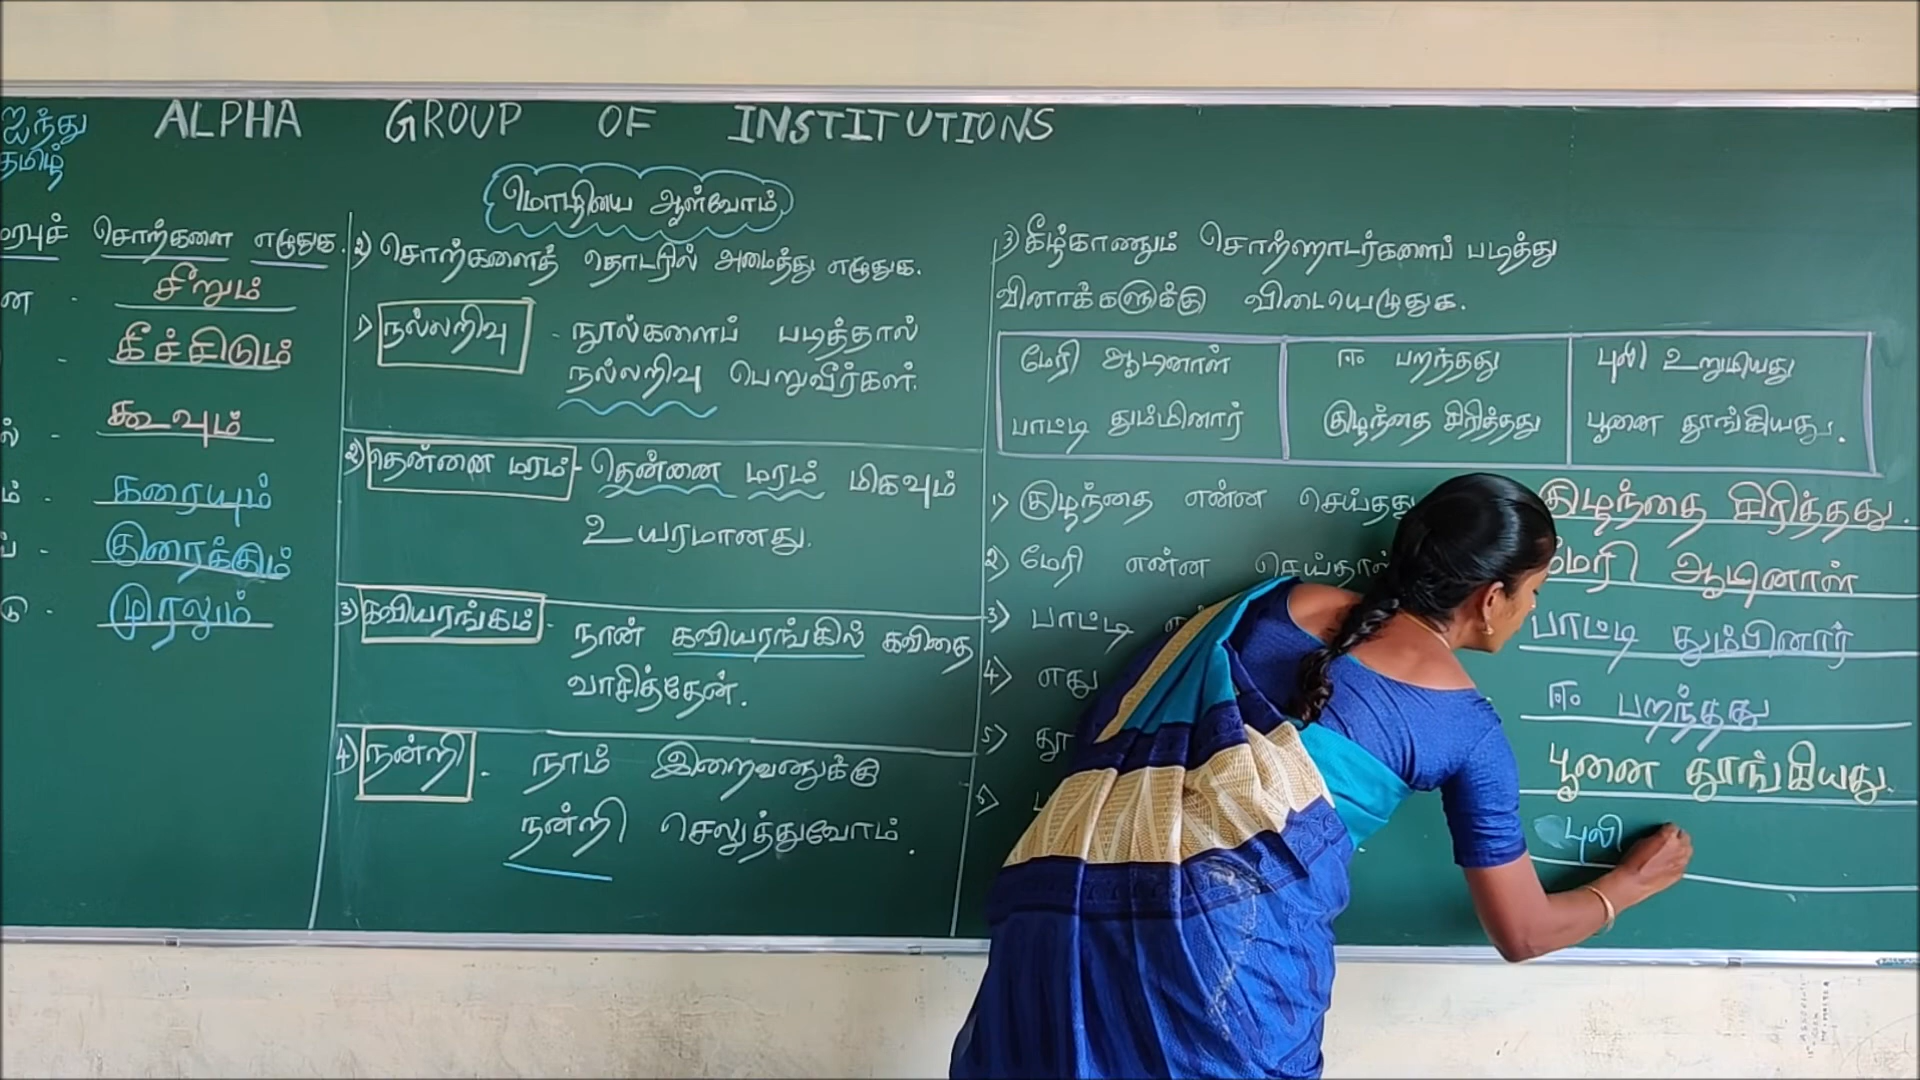 ஐந்து
தமிழ்
ALPHA GROUP OF INSTITUTIONS
மொழியை ஆள்வோம்
மரபுச் சொற்களை எழுதுக.
ன - சீறும்
- கீச்சிடும்
ல் - கூவும்
ம் - கரையும்
ய் - குரைக்கும்
டு - முரலும்
2) சொற்களைத் தொடரில் அமைத்து எழுதுக.
1) நல்லறிவு - நூல்களைப் படித்தால்
நல்லறிவு பெறுவீர்கள்.
2) தென்னை மரம் - தென்னை மரம் மிகவும்
உயரமானது.
3) கவியரங்கம் - நான் கவியரங்கில் கவிதை
வாசித்தேன்.
4) நன்றி - நாம் இறைவனுக்கு
நன்றி செலுத்துவோம்.
3) கீழ்காணும் சொற்றொடர்களைப் படித்து
வினாக்களுக்கு விடையெழுதுக.
மேரி ஆடினாள் ஈ பறந்தது புலி உறுமியது
பாட்டி தும்மினார் குழந்தை சிரித்தது பூனை தூங்கியது.
1) குழந்தை என்ன செய்தது குழந்தை சிரித்தது.
2) மேரி என்ன செய்தாள் மேரி ஆடினாள்
3) பாட்டி பாட்டி தும்மினார்
4) எது ஈ பறந்தது
5) தூ பூனை தூங்கியது.
6) புலி